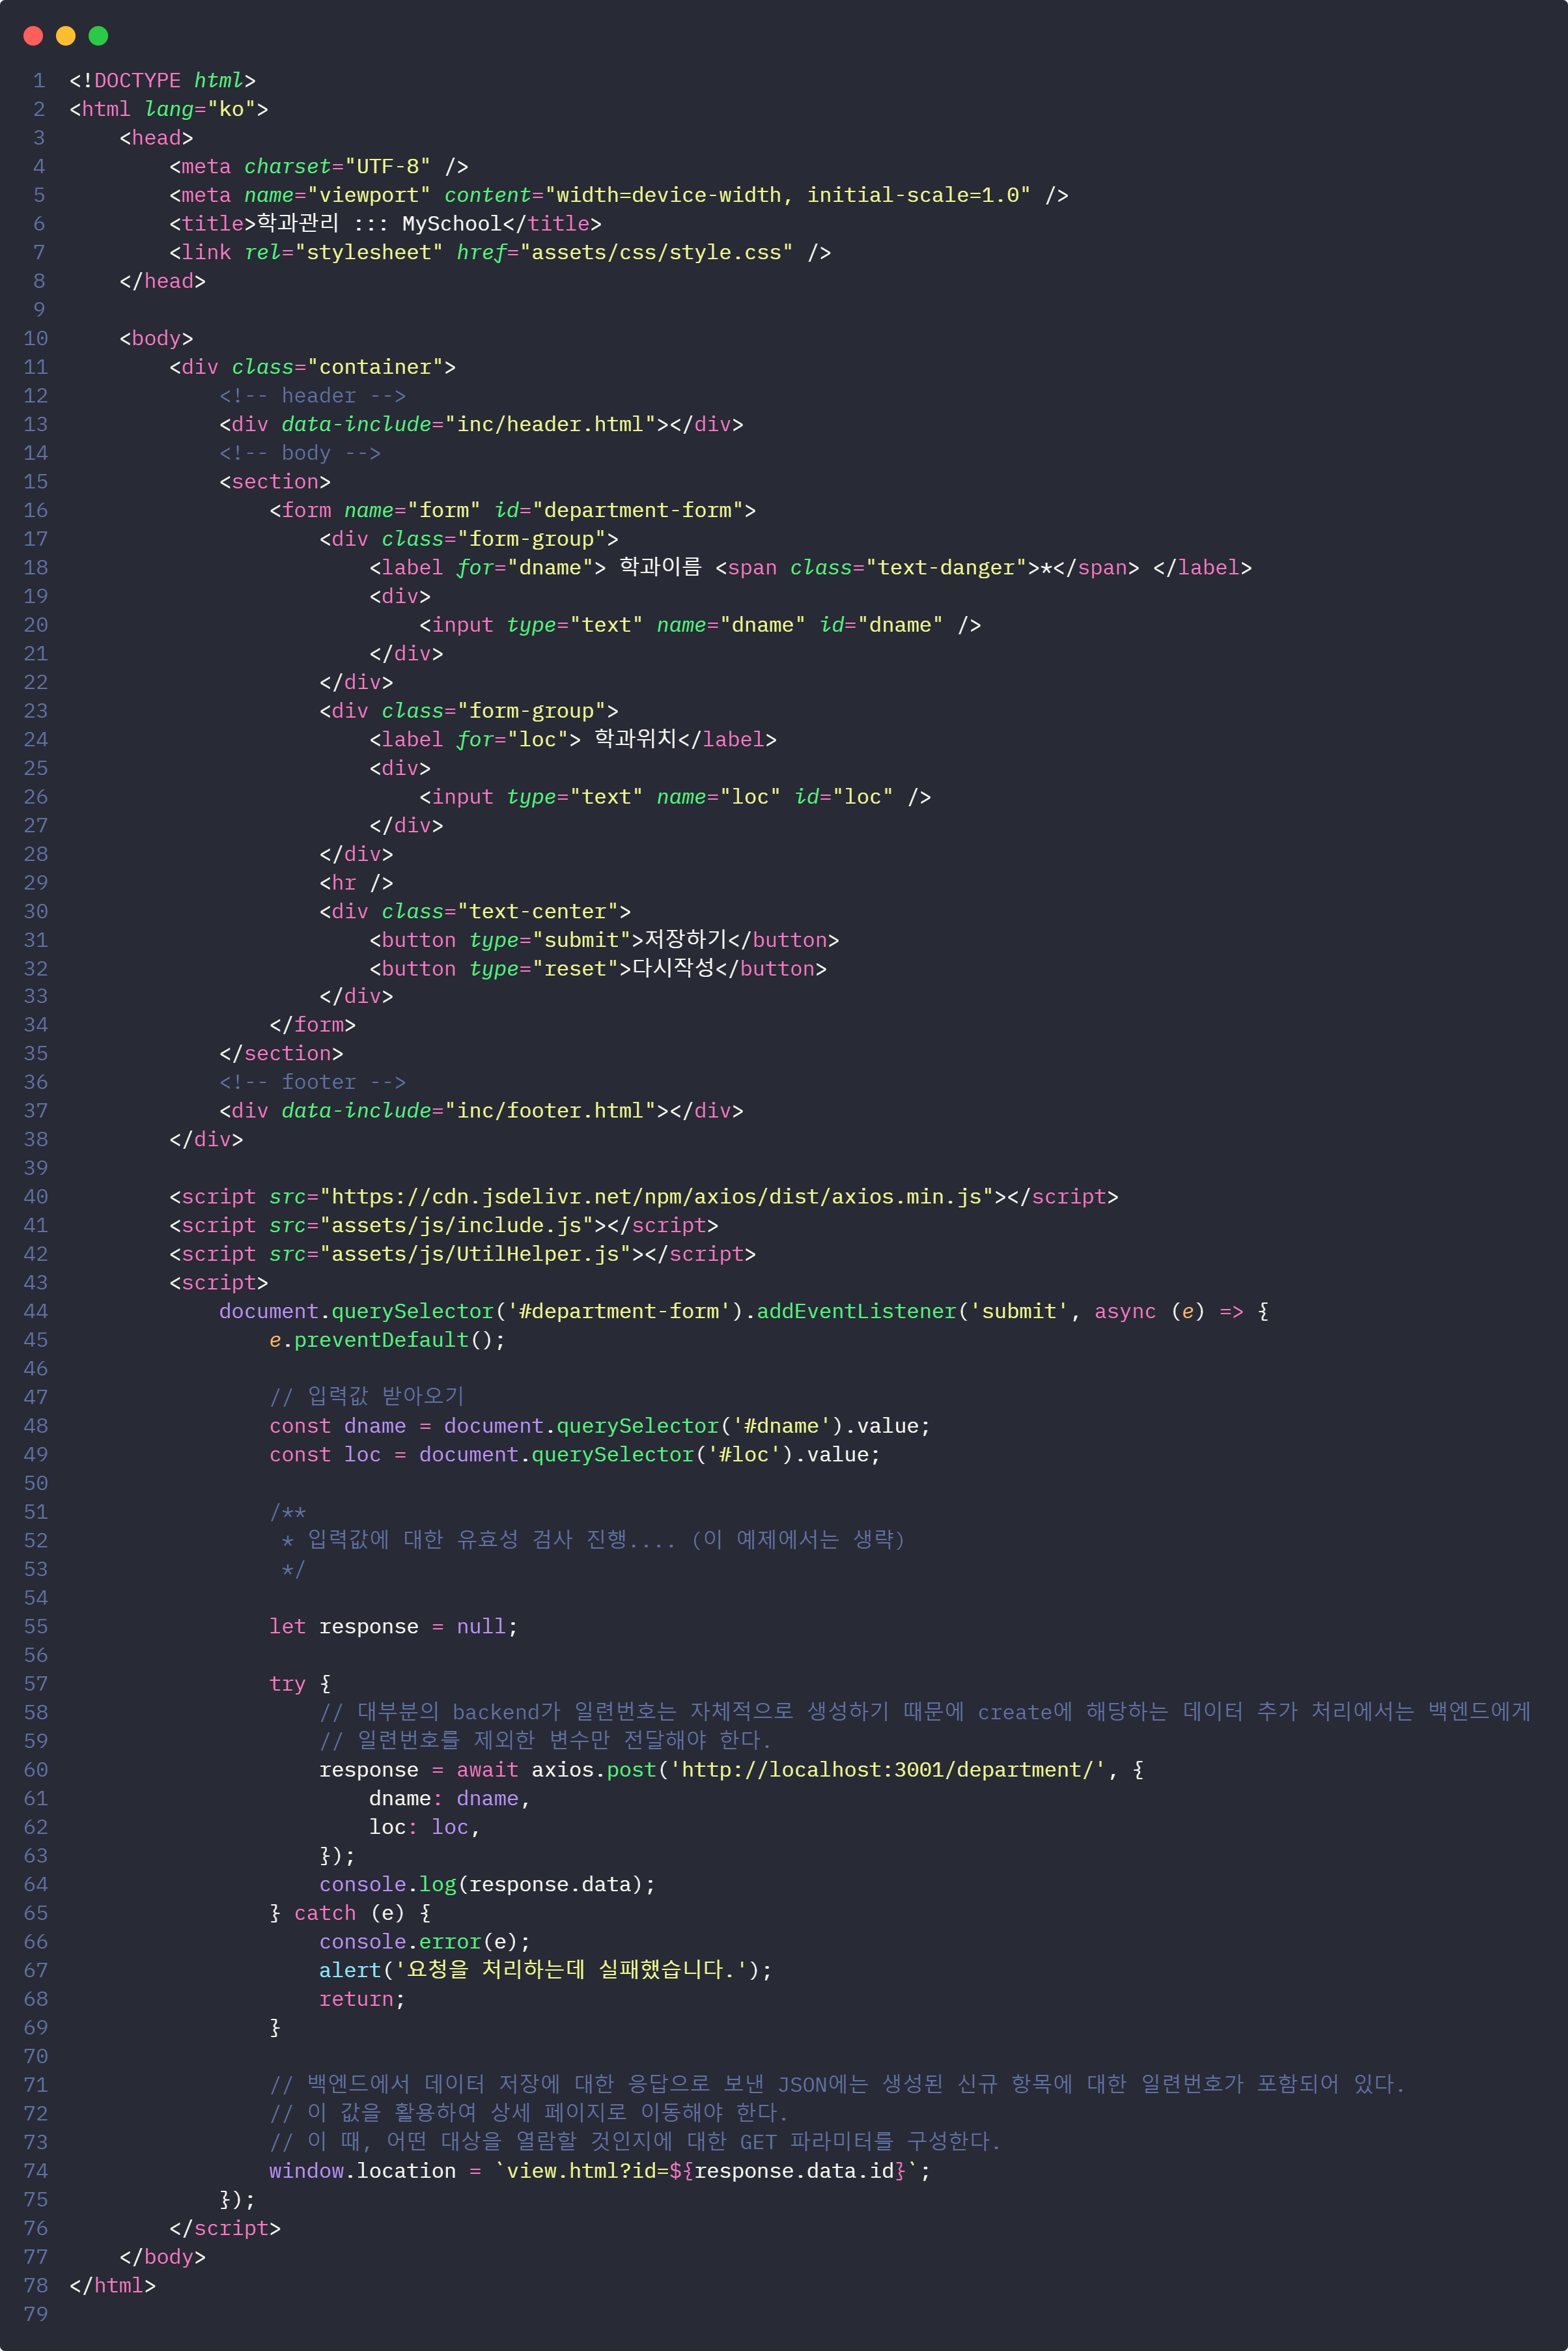 1 <!DOCTYPE html>
2 <html lang="ko">
3     <head>
4         <meta charset="UTF-8" />
5         <meta name="viewport" content="width=device-width, initial-scale=1.0" />
6         <title>학과관리 ::: MySchool</title>
7         <link rel="stylesheet" href="assets/css/style.css" />
8     </head>
9
10     <body>
11         <div class="container">
12             <!-- header -->
13             <div data-include="inc/header.html"></div>
14             <!-- body -->
15             <section>
16                 <form name="form" id="department-form">
17                     <div class="form-group">
18                         <label for="dname"> 학과이름 <span class="text-danger">*</span> </label>
19                         <div>
20                             <input type="text" name="dname" id="dname" />
21                         </div>
22                     </div>
23                     <div class="form-group">
24                         <label for="loc"> 학과위치</label>
25                         <div>
26                             <input type="text" name="loc" id="loc" />
27                         </div>
28                     </div>
29                     <hr />
30                     <div class="text-center">
31                         <button type="submit">저장하기</button>
32                         <button type="reset">다시작성</button>
33                     </div>
34                 </form>
35             </section>
36             <!-- footer -->
37             <div data-include="inc/footer.html"></div>
38         </div>
39
40         <script src="https://cdn.jsdelivr.net/npm/axios/dist/axios.min.js"></script>
41         <script src="assets/js/include.js"></script>
42         <script src="assets/js/UtilHelper.js"></script>
43         <script>
44             document.querySelector('#department-form').addEventListener('submit', async (e) => {
45                 e.preventDefault();
46
47                 // 입력값 받아오기
48                 const dname = document.querySelector('#dname').value;
49                 const loc = document.querySelector('#loc').value;
50
51                 /**
52                  * 입력값에 대한 유효성 검사 진행.... (이 예제에서는 생략)
53                  */
54
55                 let response = null;
56
57                 try {
58                     // 대부분의 backend가 일련번호는 자체적으로 생성하기 때문에 create에 해당하는 데이터 추가 처리에서는 백엔드에게
59                     // 일련번호를 제외한 변수만 전달해야 한다.
60                     response = await axios.post('http://localhost:3001/department/', {
61                         dname: dname,
62                         loc: loc,
63                     });
64                     console.log(response.data);
65                 } catch (e) {
66                     console.error(e);
67                     alert('요청을 처리하는데 실패했습니다.');
68                     return;
69                 }
70
71                 // 백엔드에서 데이터 저장에 대한 응답으로 보낸 JSON에는 생성된 신규 항목에 대한 일련번호가 포함되어 있다.
72                 // 이 값을 활용하여 상세 페이지로 이동해야 한다.
73                 // 이 때, 어떤 대상을 열람할 것인지에 대한 GET 파라미터를 구성한다.
74                 window.location = `view.html?id=${response.data.id}`;
75             });
76         </script>
77     </body>
78 </html>
79